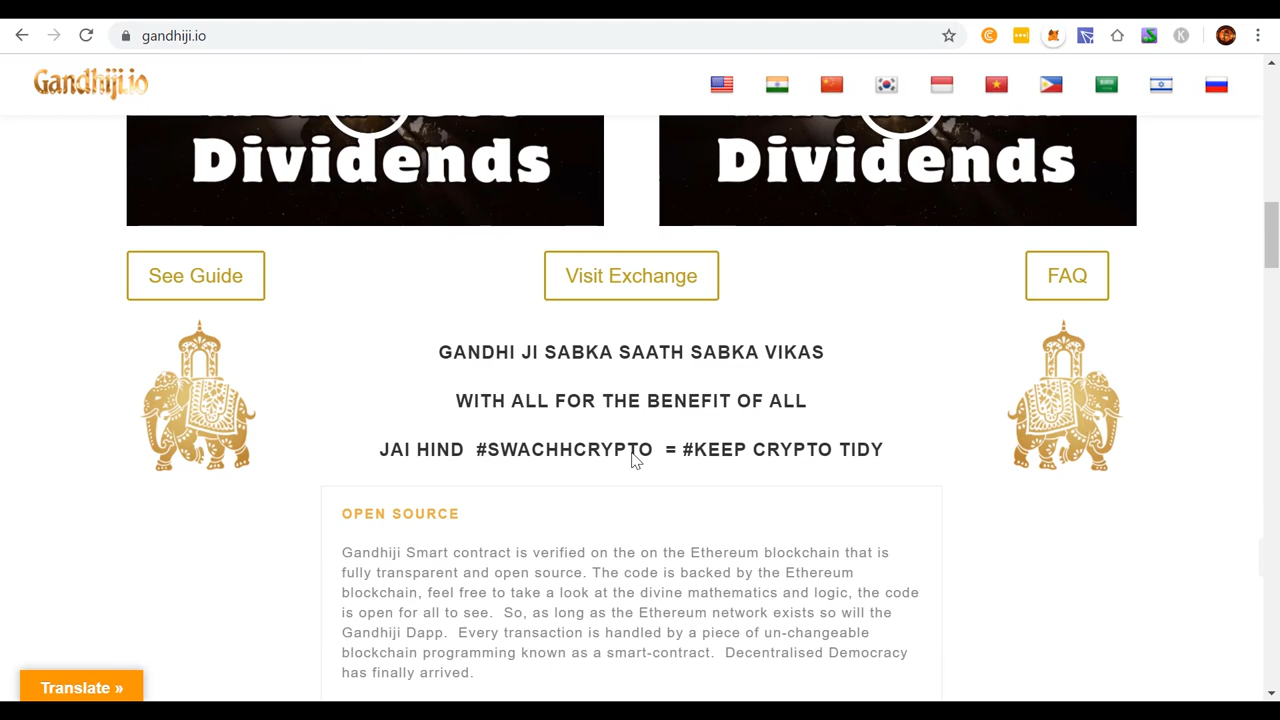 gandhiji.io
Gandhiji.io
Dividends
Dividends
See Guide
Visit Exchange
FAQ
GANDHI JI SABKA SAATH SABKA VIKAS
WITH ALL FOR THE BENEFIT OF ALL
JAI HIND #SWACHHCRYPTO = #KEEP CRYPTO TIDY
OPEN SOURCE
Gandhiji Smart contract is verified on the on the Ethereum blockchain that is
fully transparent and open source. The code is backed by the Ethereum
blockchain, feel free to take a look at the divine mathematics and logic, the code
is open for all to see. So, as long as the Ethereum network exists so will the
Gandhiji Dapp. Every transaction is handled by a piece of un-changeable
blockchain programming known as a smart-contract. Decentralised Democracy
has finally arrived.
Translate »